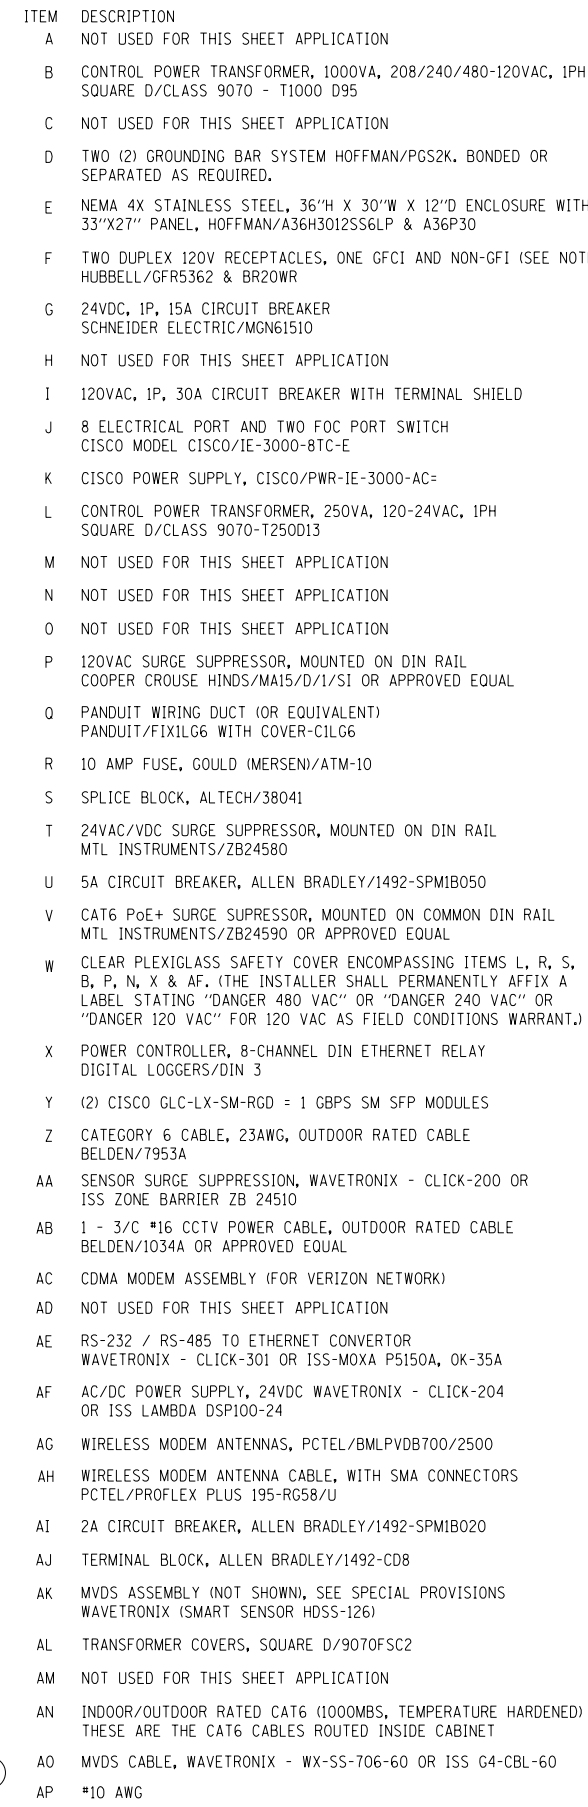 ITEM DESCRIPTION
A NOT USED FOR THIS SHEET APPLICATION
B CONTROL POWER TRANSFORMER, 1000VA, 208/240/480-120VAC, 1PH
SQUARE D/CLASS 9070 - T1000 D95
C NOT USED FOR THIS SHEET APPLICATION
D TWO (2) GROUNDING BAR SYSTEM HOFFMAN/PGS2K. BONDED OR
SEPARATED AS REQUIRED.
E NEMA 4X STAINLESS STEEL, 36"H X 30"W X 12"D ENCLOSURE WITH
33"X27" PANEL, HOFFMAN/A36H3012SS6LP & A36P30
F TWO DUPLEX 120V RECEPTACLES, ONE GFCI AND NON-GFI (SEE NOT
HUBBELL/GFR5362 & BR20WR
G 24VDC, 1P, 15A CIRCUIT BREAKER
SCHNEIDER ELECTRIC/MGN61510
H NOT USED FOR THIS SHEET APPLICATION
I 120VAC, 1P, 30A CIRCUIT BREAKER WITH TERMINAL SHIELD
J 8 ELECTRICAL PORT AND TWO FOC PORT SWITCH
CISCO MODEL CISCO/IE-3000-8TC-E
K CISCO POWER SUPPLY, CISCO/PWR-IE-3000-AC=
L CONTROL POWER TRANSFORMER, 250VA, 120-24VAC, 1PH
SQUARE D/CLASS 9070-T250D13
M NOT USED FOR THIS SHEET APPLICATION
N NOT USED FOR THIS SHEET APPLICATION
O NOT USED FOR THIS SHEET APPLICATION
P 120VAC SURGE SUPPRESSOR, MOUNTED ON DIN RAIL
COOPER CROUSE HINDS/MA15/D/1/SI OR APPROVED EQUAL
Q PANDUIT WIRING DUCT (OR EQUIVALENT)
PANDUIT/FIX1LG6 WITH COVER-C1LG6
R 10 AMP FUSE, GOULD (MERSEN)/ATM-10
S SPLICE BLOCK, ALTECH/38041
T 24VAC/VDC SURGE SUPPRESSOR, MOUNTED ON DIN RAIL
MTL INSTRUMENTS/ZB24580
U 5A CIRCUIT BREAKER, ALLEN BRADLEY/1492-SPM1B050
V CAT6 PoE+ SURGE SUPRESSOR, MOUNTED ON COMMON DIN RAIL
MTL INSTRUMENTS/ZB24590 OR APPROVED EQUAL
W CLEAR PLEXIGLASS SAFETY COVER ENCOMPASSING ITEMS L, R, S,
B, P, N, X & AF. (THE INSTALLER SHALL PERMANENTLY AFFIX A
LABEL STATING "DANGER 480 VAC" OR "DANGER 240 VAC" OR
"DANGER 120 VAC" FOR 120 VAC AS FIELD CONDITIONS WARRANT.)
X POWER CONTROLLER, 8-CHANNEL DIN ETHERNET RELAY
DIGITAL LOGGERS/DIN 3
Y (2) CISCO GLC-LX-SM-RGD = 1 GBPS SM SFP MODULES
Z CATEGORY 6 CABLE, 23AWG, OUTDOOR RATED CABLE
BELDEN/7953A
AA SENSOR SURGE SUPPRESSION, WAVETRONIX - CLICK-200 OR
ISS ZONE BARRIER ZB 24510
AB 1 - 3/C #16 CCTV POWER CABLE, OUTDOOR RATED CABLE
BELDEN/1034A OR APPROVED EQUAL
AC CDMA MODEM ASSEMBLY (FOR VERIZON NETWORK)
AD NOT USED FOR THIS SHEET APPLICATION
AE RS-232 / RS-485 TO ETHERNET CONVERTOR
WAVETRONIX - CLICK-301 OR ISS-MOXA P5150A, OK-35A
AF AC/DC POWER SUPPLY, 24VDC WAVETRONIX - CLICK-204
OR ISS LAMBDA DSP100-24
AG WIRELESS MODEM ANTENNAS, PCTEL/BMLPVDB700/2500
AH WIRELESS MODEM ANTENNA CABLE, WITH SMA CONNECTORS
PCTEL/PROFLEX PLUS 195-RG58/U
AI 2A CIRCUIT BREAKER, ALLEN BRADLEY/1492-SPM1B020
AJ TERMINAL BLOCK, ALLEN BRADLEY/1492-CD8
AK MVDS ASSEMBLY (NOT SHOWN), SEE SPECIAL PROVISIONS
WAVETRONIX (SMART SENSOR HDSS-126)
AL TRANSFORMER COVERS, SQUARE D/9070FSC2
AM NOT USED FOR THIS SHEET APPLICATION
AN INDOOR/OUTDOOR RATED CAT6 (1000MBS, TEMPERATURE HARDENED)
THESE ARE THE CAT6 CABLES ROUTED INSIDE CABINET
AO MVDS CABLE, WAVETRONIX - WX-SS-706-60 OR ISS G4-CBL-60
AP #10 AWG